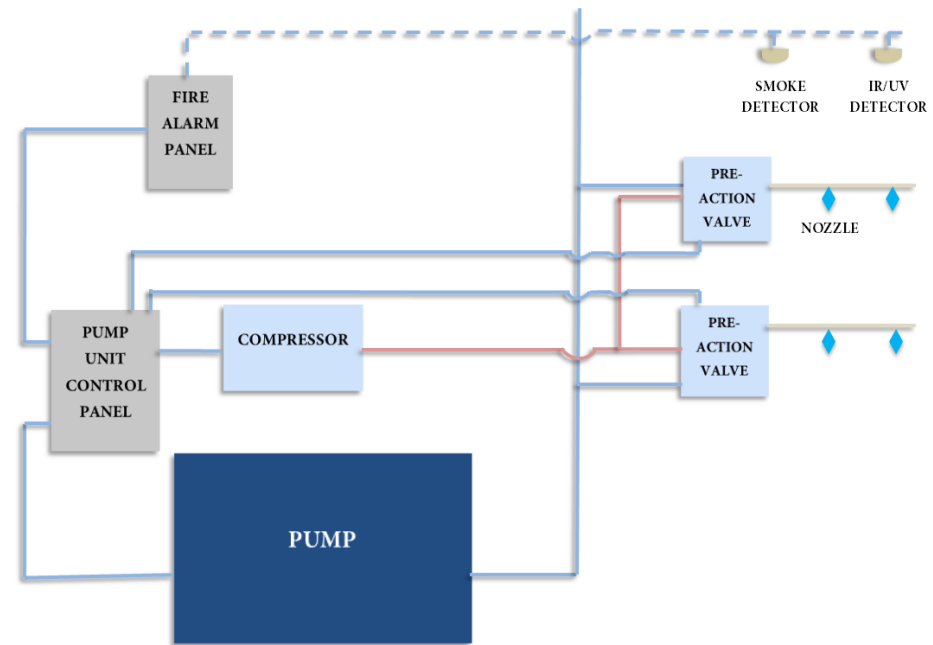 FIRE
ALARM
PANEL
SMOKE
DETECTOR
IR/UV
DETECTOR
PRE-
ACTION
VALVE
NOZZLE
PUMP
UNIT
CONTROL
PANEL
COMPRESSOR
PRE-
ACTION
VALVE
PUMP